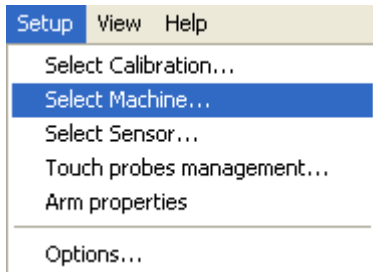 Setup View Help
Select Calibration...
Select Machine...
Select Sensor...
Touch probes management...
Arm properties
Options...